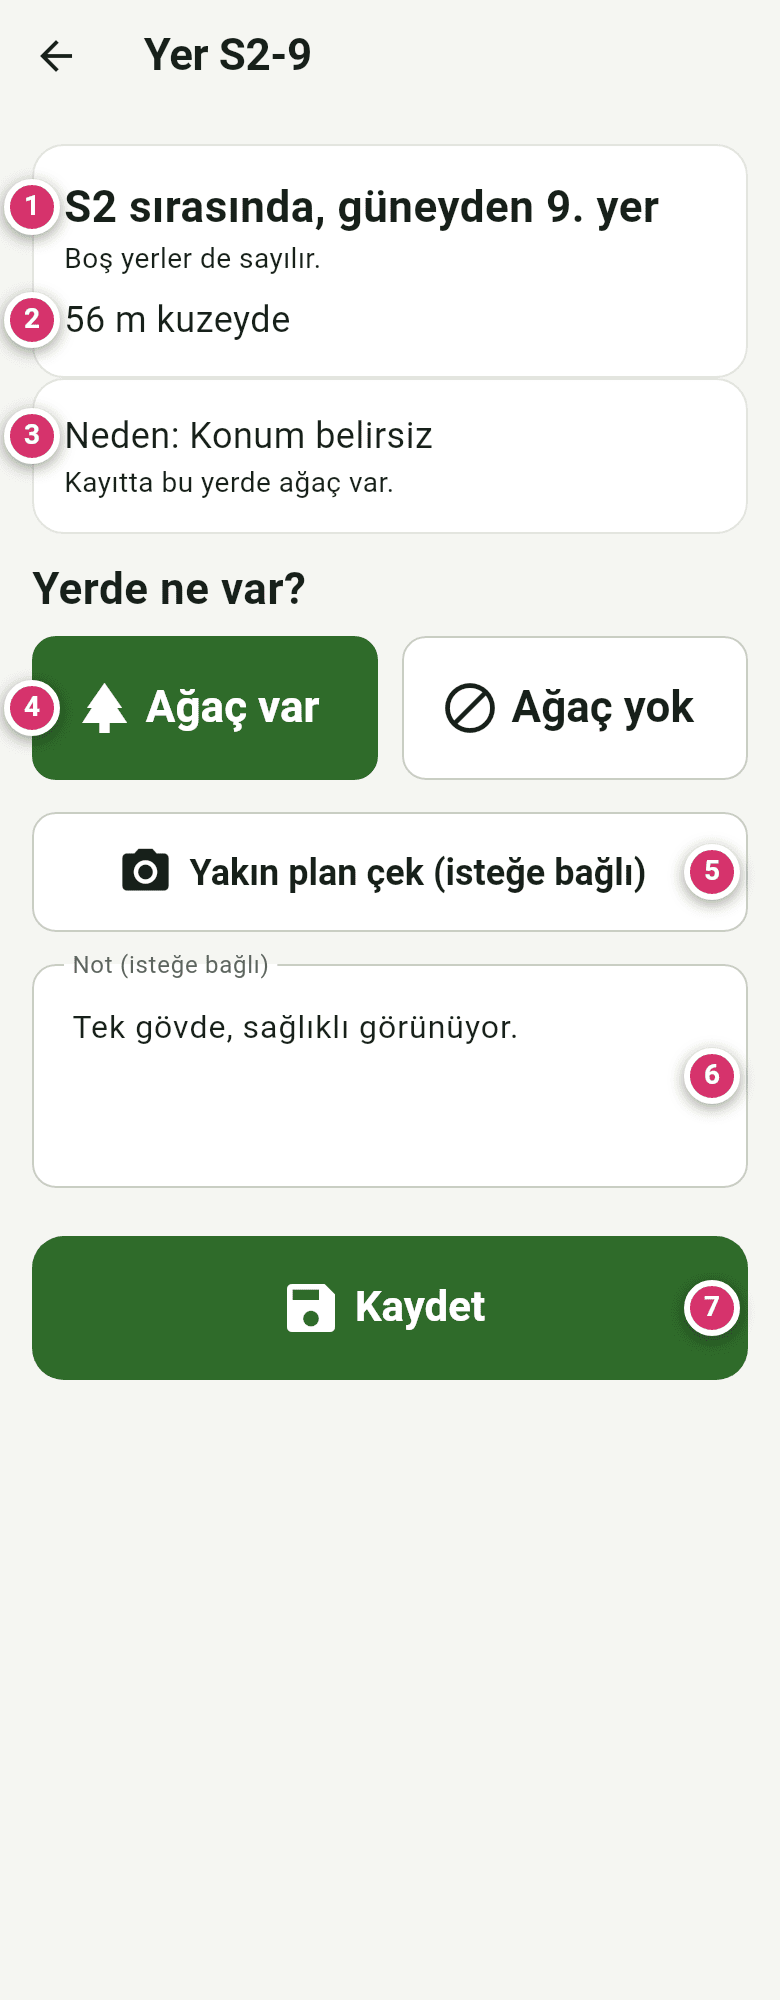 Yer S2-9
1 S2 sırasında, güneyden 9. yer
Boş yerler de sayılır.
2 56 m kuzeyde
3 Neden: Konum belirsiz
Kayıtta bu yerde ağaç var.
Yerde ne var?
4 Ağaç var
Ağaç yok
Yakın plan çek (isteğe bağlı) 5
Not (isteğe bağlı)
Tek gövde, sağlıklı görünüyor.
6
Kaydet 7